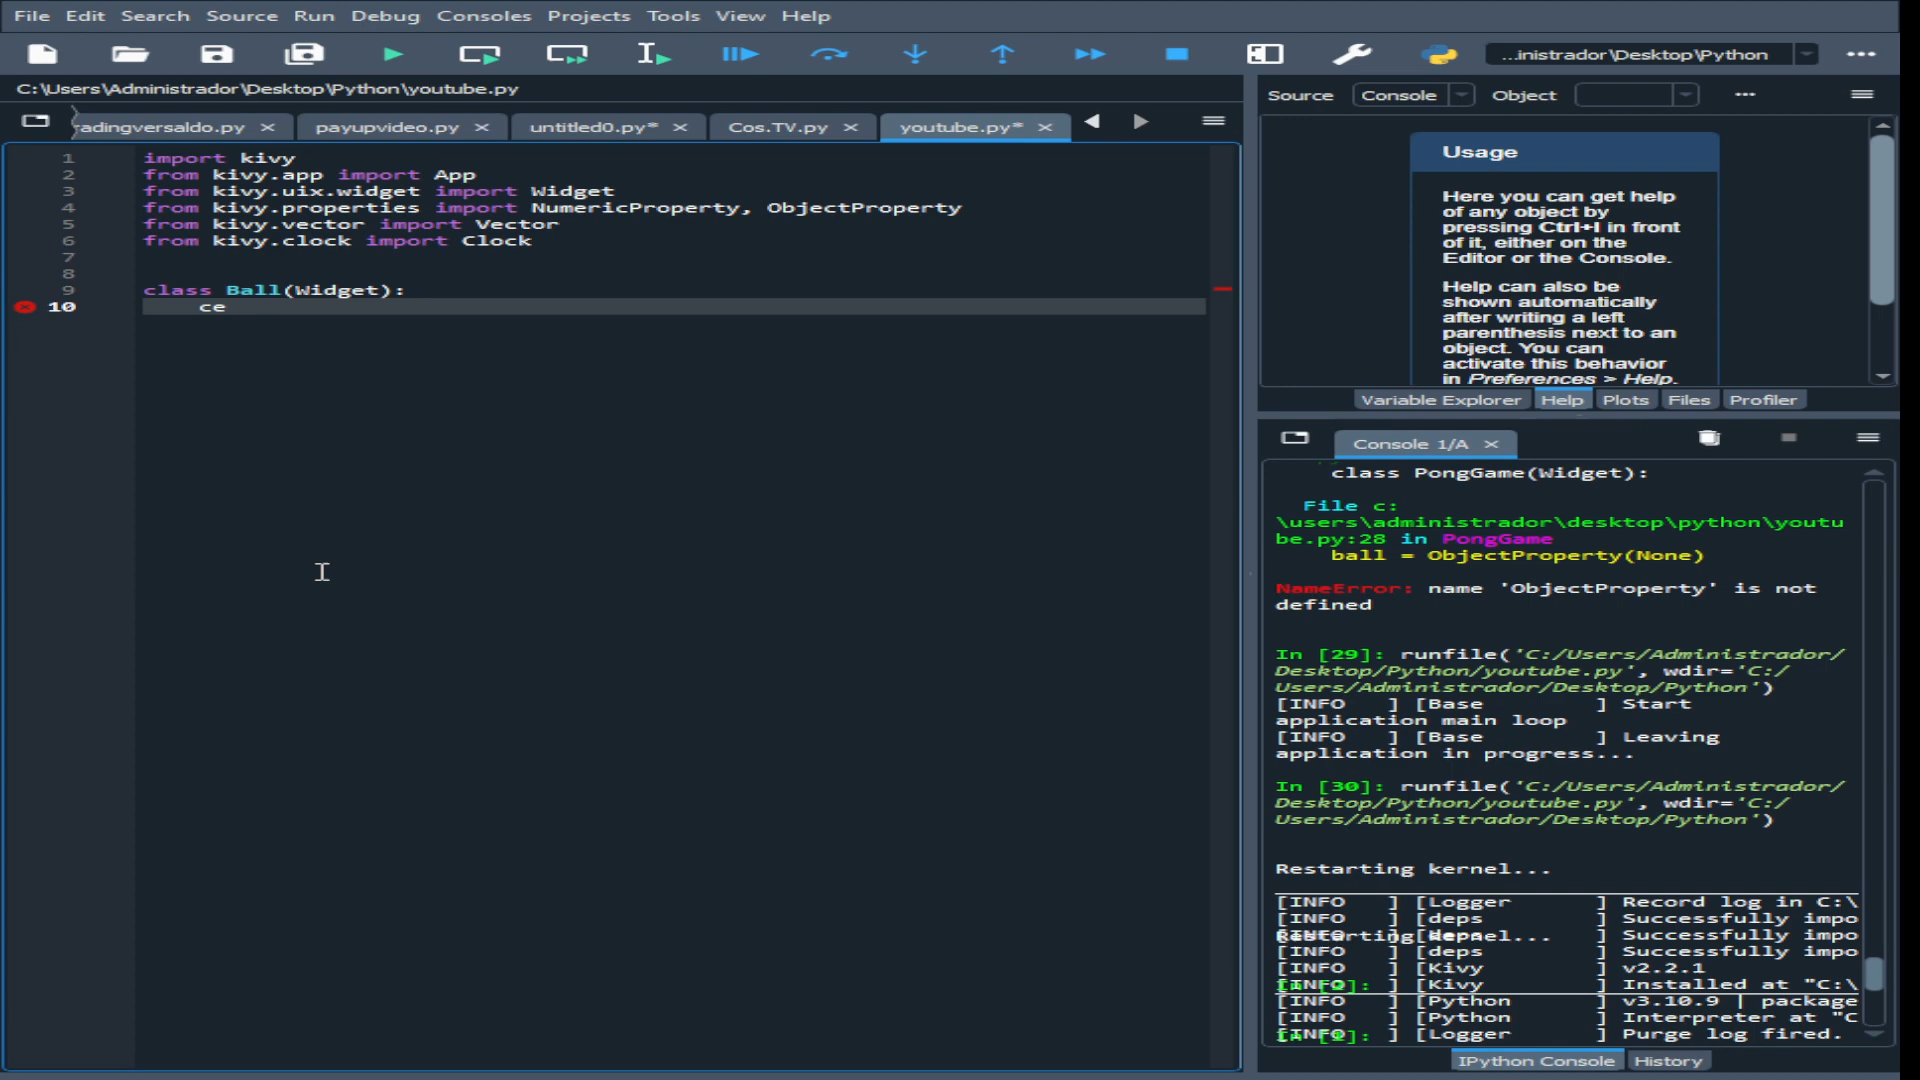 File Edit Search Source Run Debug Consoles Projects Tools View Help
...inistrador\Desktop\Python
C:\Users\Administrador\Desktop\Python\youtube.py
adingversaldo.py payupvideo.py untitled0.py* Cos.TV.py youtube.py*
1 import kivy
2 from kivy.app import App
3 from kivy.uix.widget import Widget
4 from kivy.properties import NumericProperty, ObjectProperty
5 from kivy.vector import Vector
6 from kivy.clock import Clock
7
8
9 class Ball(Widget):
10 ce
Source Console Object
Usage
Here you can get help
of any object by
pressing Ctrl+I in front
of it, either on the
Editor or the Console.
Help can also be
shown automatically
after writing a left
parenthesis next to an
object. You can
activate this behavior
in Preferences > Help.
Variable Explorer Help Plots Files Profiler
Console 1/A
class PongGame(Widget):
File c:
\users\administrador\desktop\python\youtu
be.py:28 in PongGame
ball = ObjectProperty(None)
NameError: name 'ObjectProperty' is not
defined
In [29]: runfile('C:/Users/Administrador/
Desktop/Python/youtube.py', wdir='C:/
Users/Administrador/Desktop/Python')
[INFO ] [Base ] Start
application main loop
[INFO ] [Base ] Leaving
application in progress...
In [30]: runfile('C:/Users/Administrador/
Desktop/Python/youtube.py', wdir='C:/
Users/Administrador/Desktop/Python')
Restarting kernel...
[INFO ] [Logger ] Record log in C:\
[INFO ] [deps ] Successfully impo
Restarting kernel... ] Successfully impo
[INFO ] [deps ] Successfully impo
[INFO ] [Kivy ] v2.2.1
[INFO ] [Kivy ] Installed at "C:\
[INFO ] [Python ] v3.10.9 | package
[INFO ] [Python ] Interpreter at "C
[INFO ] [Logger ] Purge log fired.
IPython Console History